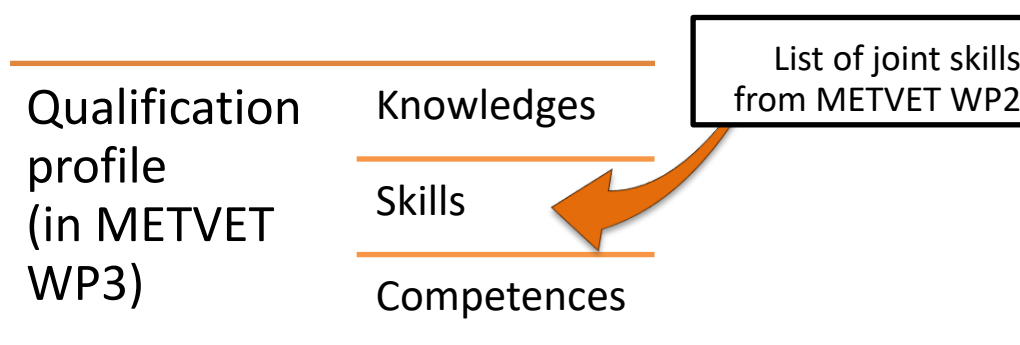 Qualification
profile
(in METVET
WP3)
Knowledges
Skills
Competences
List of joint skills
from METVET WP2